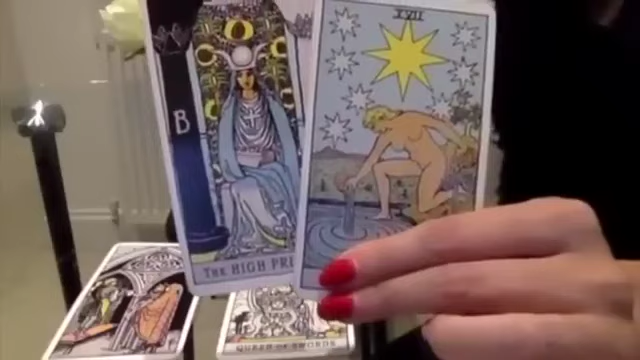 XVII
B
THE HIGH PRI
QUEEN OF SWORDS